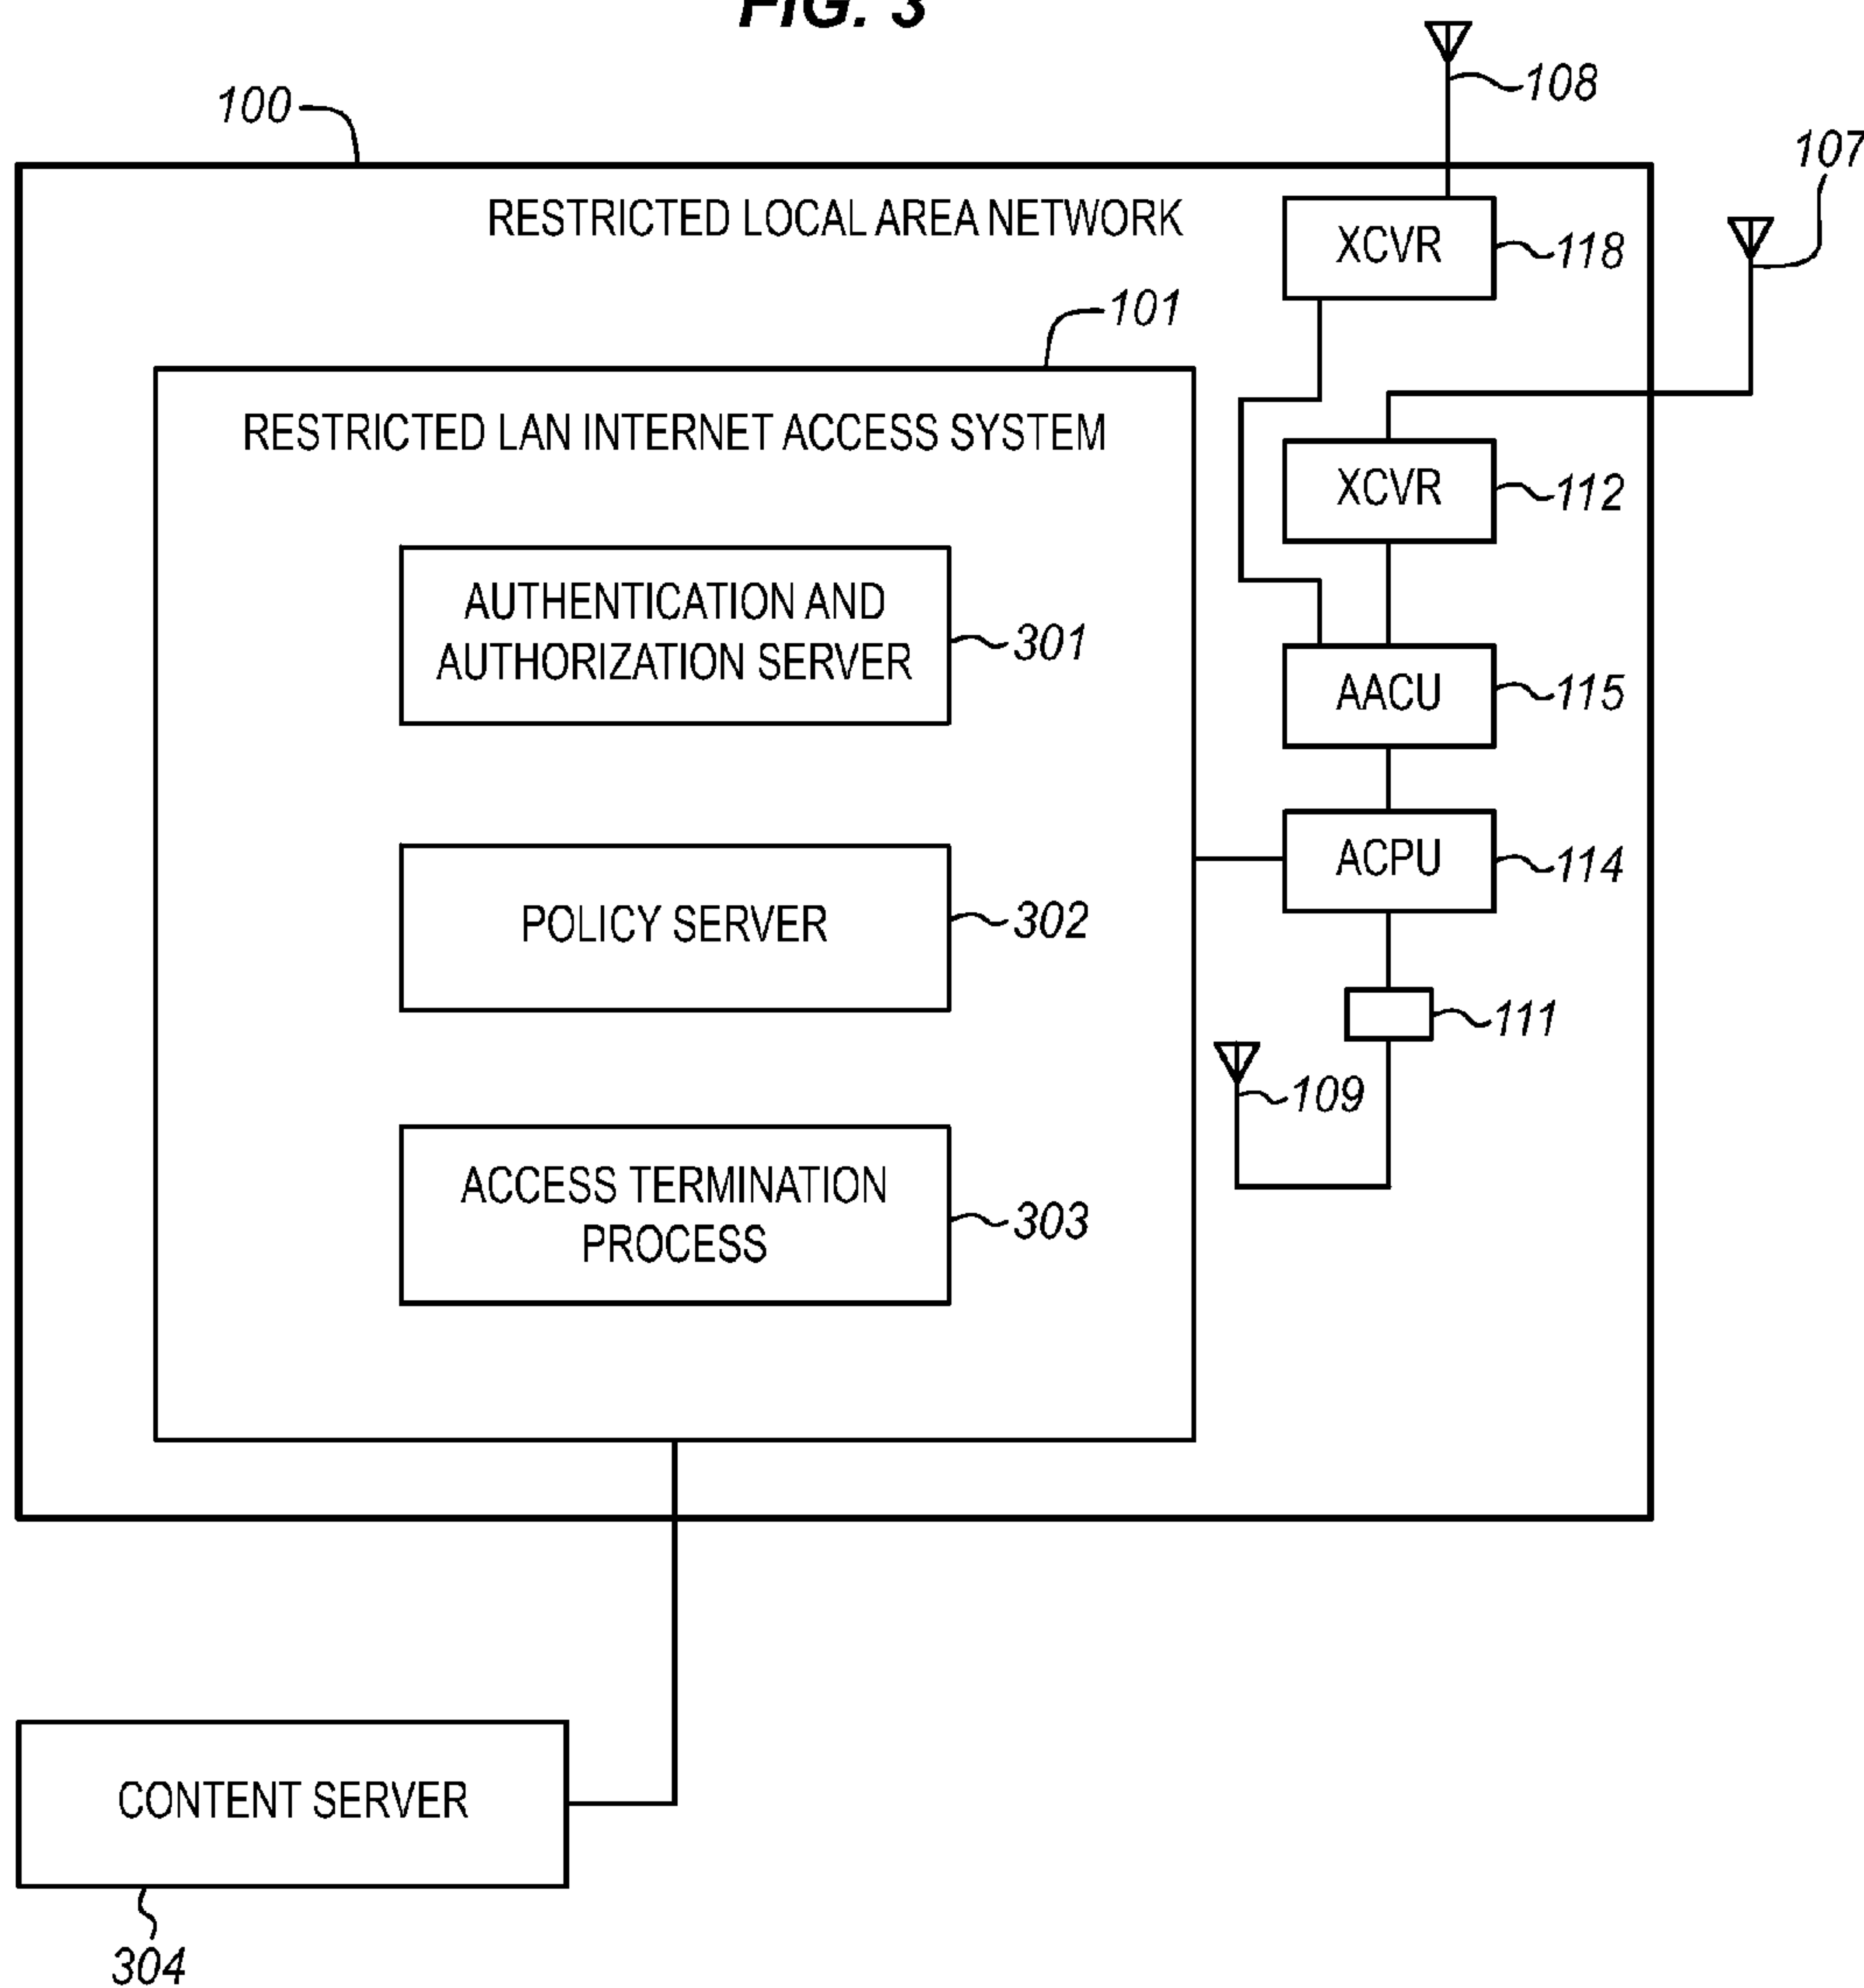 FIG. 3
108
100
107
RESTRICTED LOCAL AREA NETWORK
XCVR
118
101
RESTRICTED LAN INTERNET ACCESS SYSTEM
XCVR
112
AUTHENTICATION AND
AUTHORIZATION SERVER
301
AACU
115
ACPU
114
POLICY SERVER
302
111
109
ACCESS TERMINATION
PROCESS
303
CONTENT SERVER
304